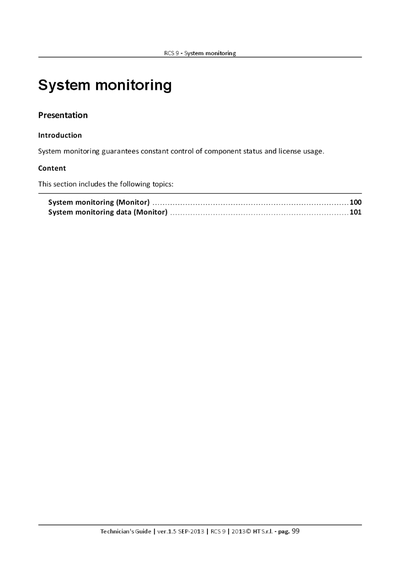 RCS 9 - System monitoring
System monitoring
Presentation
Introduction
System monitoring guarantees constant control of component status and license usage.
Content
This section includes the following topics:
System monitoring (Monitor) ........................................................................ 100
System monitoring data (Monitor) .................................................................. 101
Technician's Guide | ver.1.5 SEP-2013 | RCS 9 | 2013© HT S.r.l. - pag. 99